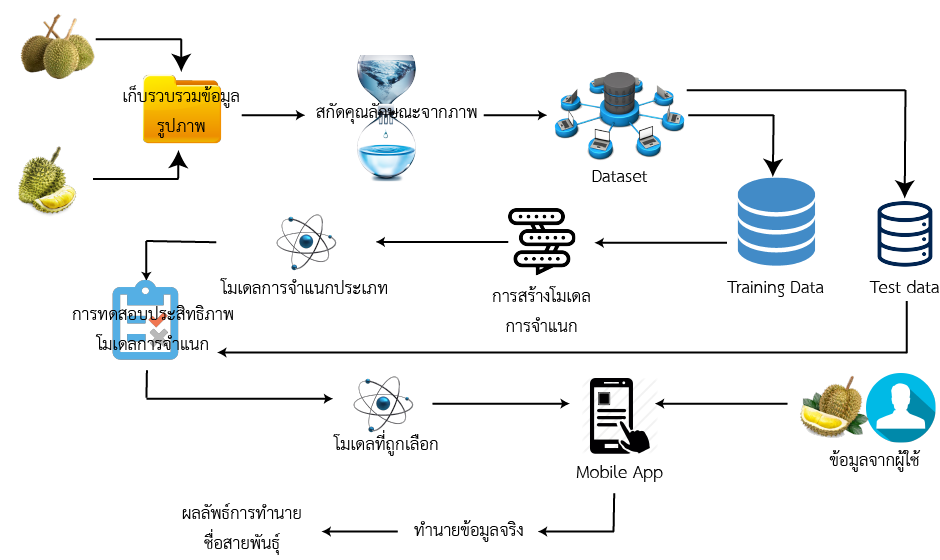 เก็บรวบรวมข้อมูล
รูปภาพ
สกัดคุณลักษณะจากภาพ
Dataset
Training Data
Test data
การสร้างโมเดล
การจำแนก
โมเดลการจำแนกประเภท
การทดสอบประสิทธิภาพ
โมเดลการจำแนก
โมเดลที่ถูกเลือก
Mobile App
ข้อมูลจากผู้ใช้
ทำนายข้อมูลจริง
ผลลัพธ์การทำนาย
ชื่อสายพันธุ์